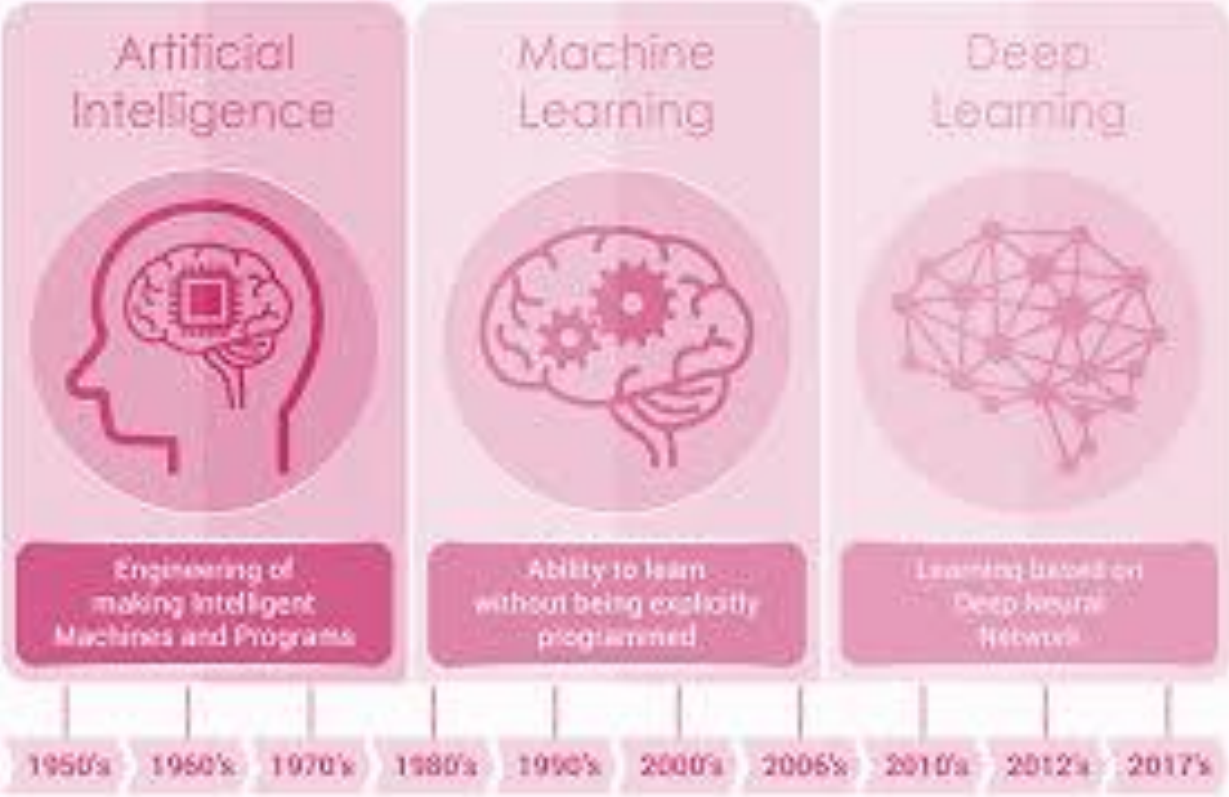 Artificial
Intelligence
Machine
Learning
Deep
Learning
Engineering of
making Intelligent
Machines and Programs
Ability to learn
without being explicitly
programmed
Learning based on
Deep Neural
Network
1950's 1960's 1970's 1980's 1990's 2000's 2006's 2010's 2012's 2017's